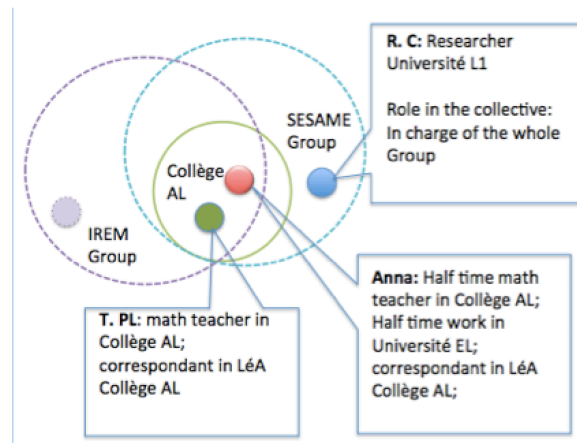 R. C: Researcher
Université L1
Role in the collective:
In charge of the whole
Group
SESAME
Group
Collège
AL
IREM
Group
T. PL: math teacher in
Collège AL;
correspondant in LéA
Collège AL
Anna: Half time math
teacher in Collège AL;
Half time work in
Université EL;
correspondant in LéA
Collège AL;